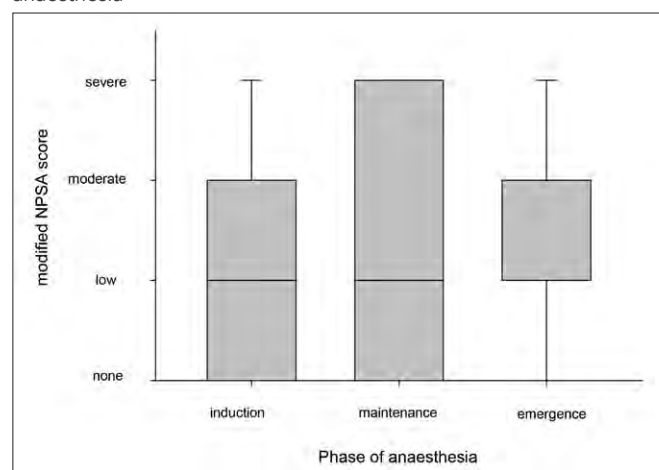 anaesthesia
severe
moderate
low
none
modified NPSA score
induction maintenance emergence
Phase of anaesthesia